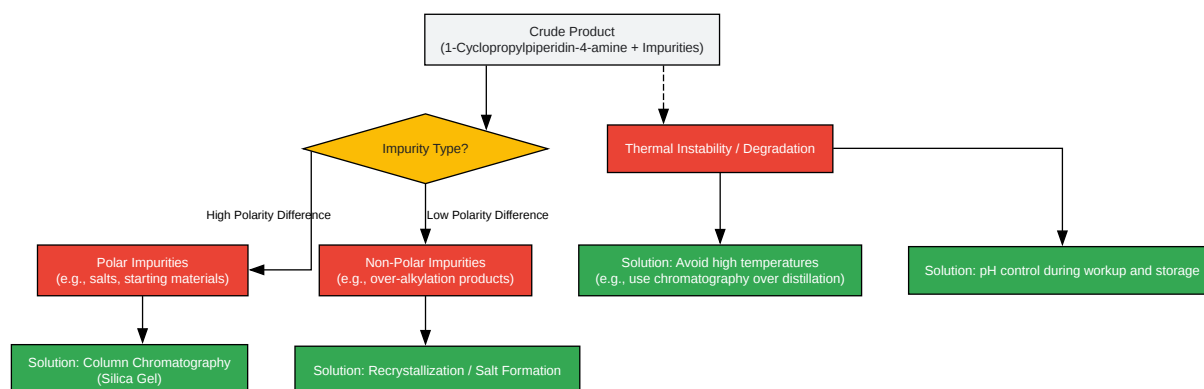 Crude Product
(1-Cyclopropylpiperidin-4-amine + Impurities)
Impurity Type?
Thermal Instability / Degradation
High Polarity Difference
Low Polarity Difference
Polar Impurities
(e.g., salts, starting materials)
Non-Polar Impurities
(e.g., over-alkylation products)
Solution: Avoid high temperatures
(e.g., use chromatography over distillation)
Solution: pH control during workup and storage
Solution: Column Chromatography
(Silica Gel)
Solution: Recrystallization / Salt Formation